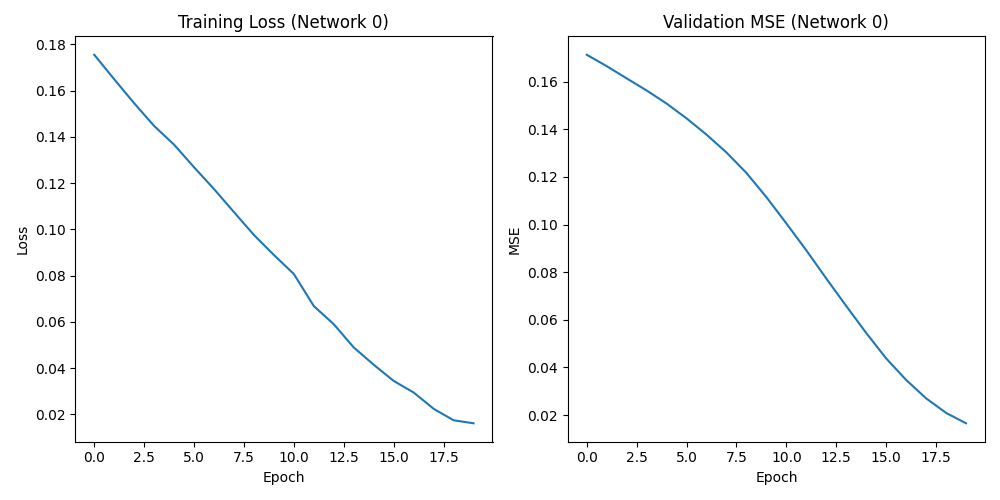 Training Loss (Network 0)
Loss
0.18
0.16
0.14
0.12
0.10
0.08
0.06
0.04
0.02
0.0 2.5 5.0 7.5 10.0 12.5 15.0 17.5
Epoch
Validation MSE (Network 0)
MSE
0.16
0.14
0.12
0.10
0.08
0.06
0.04
0.02
0.0 2.5 5.0 7.5 10.0 12.5 15.0 17.5
Epoch